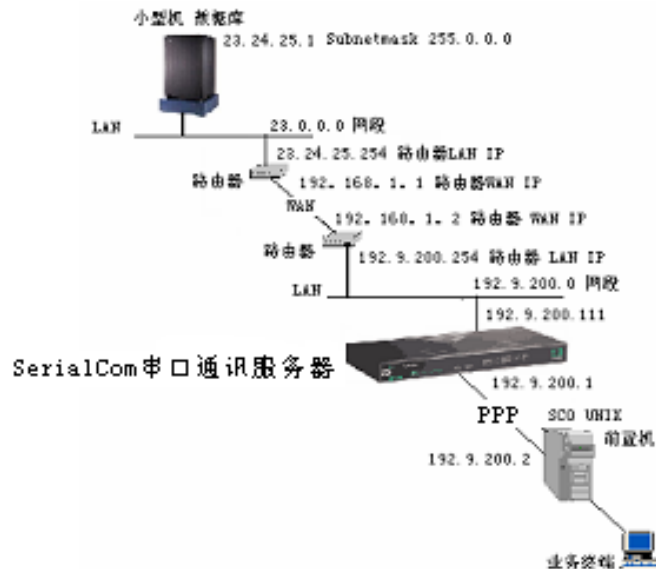 小型机 数据库
23.24.25.1 Subnetmask 255.0.0.0
LAN
23.0.0.0 网段
23.24.25.254 路由器LAN IP
路由器
192.168.1.1 路由器WAN IP
WAN
192.168.1.2 路由器 WAN IP
路由器
192.9.200.254 路由器 LAN IP
192.9.200.0 网段
LAN
192.9.200.111
SerialCom串口通讯服务器
192.9.200.1
PPP
SCO UNIX
前置机
192.9.200.2
业务终端